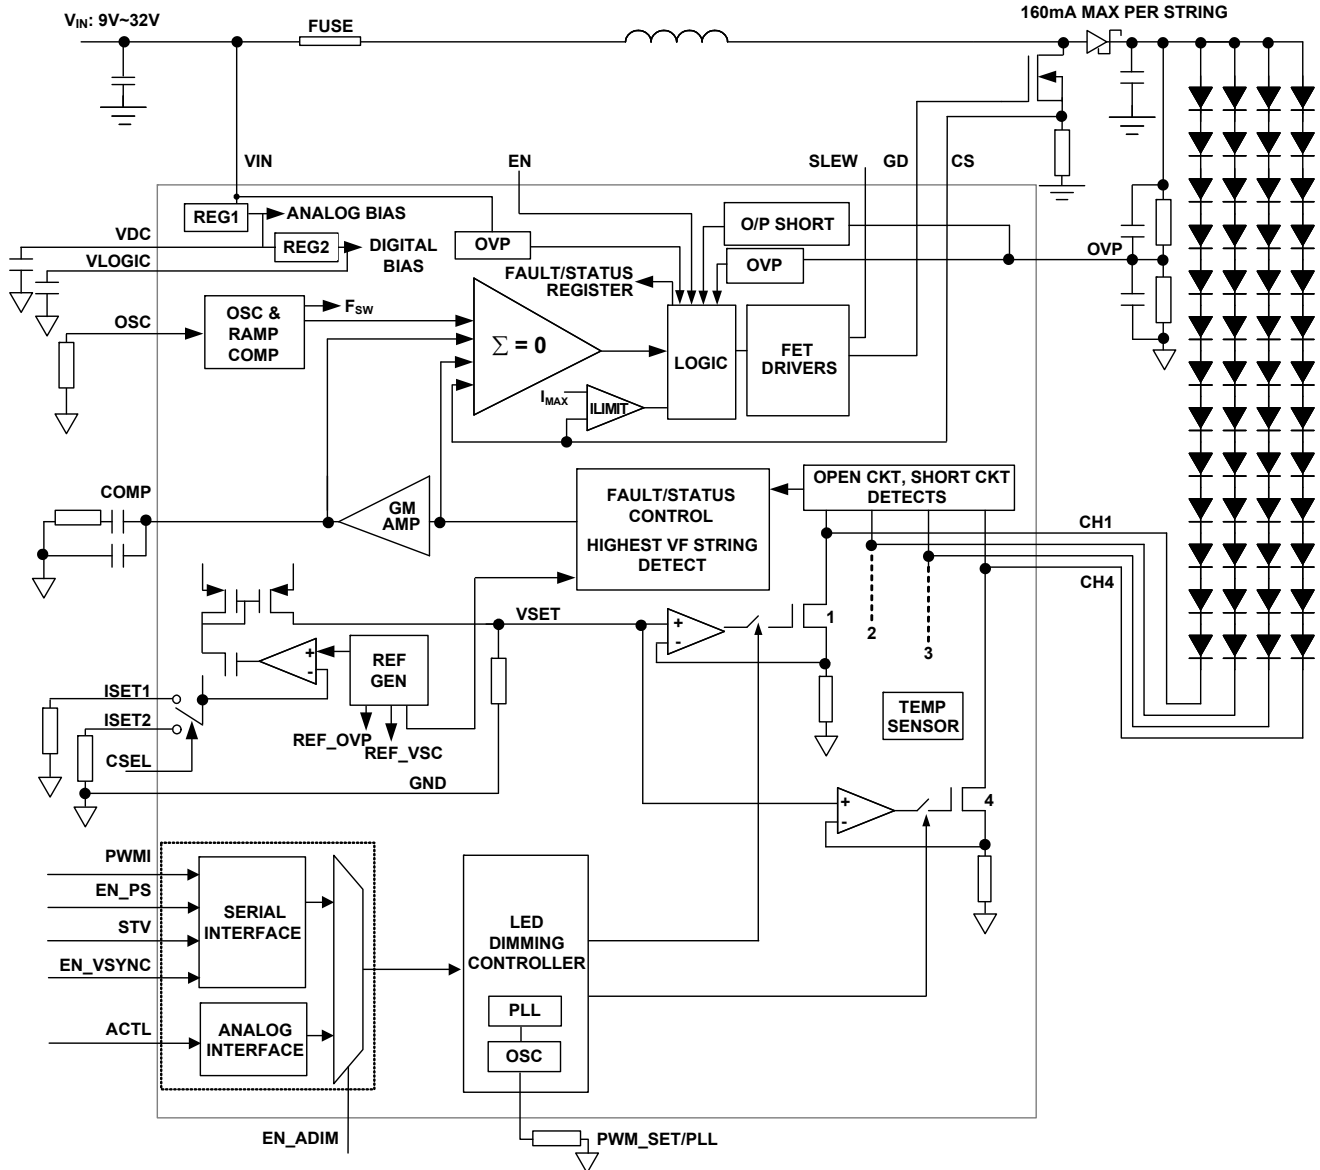 V_IN: 9V~32V
FUSE
160mA MAX PER STRING
VIN
EN
SLEW
GD
CS
REG1
ANALOG BIAS
VDC
REG2
DIGITAL
BIAS
VLOGIC
OVP
O/P SHORT
OVP
OVP
FAULT/STATUS
REGISTER
OSC
OSC &
RAMP
COMP
F_SW
∑ = 0
LOGIC
FET
DRIVERS
I_MAX
ILIMIT
COMP
GM
AMP
FAULT/STATUS
CONTROL
HIGHEST VF STRING
DETECT
OPEN CKT, SHORT CKT
DETECTS
CH1
CH4
VSET
+
-
1
2
3
+
-
REF
GEN
ISET1
ISET2
CSEL
REF_OVP
REF_VSC
GND
TEMP
SENSOR
+
-
4
PWMI
EN_PS
STV
EN_VSYNC
ACTL
SERIAL
INTERFACE
ANALOG
INTERFACE
LED
DIMMING
CONTROLLER
PLL
OSC
EN_ADIM
PWM_SET/PLL